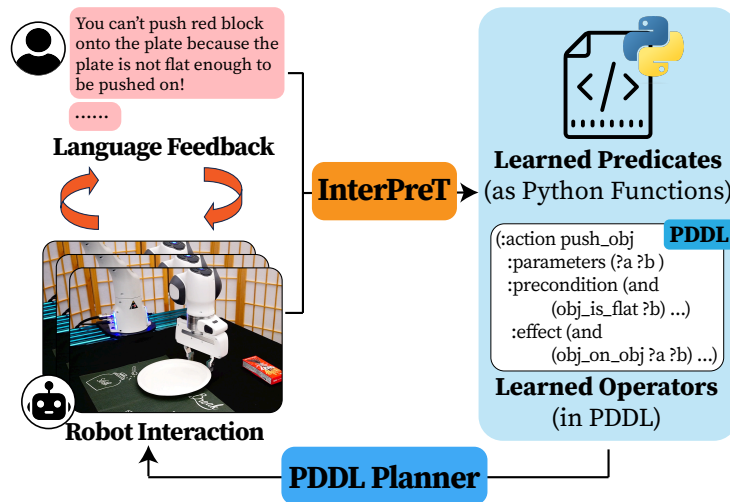 You can't push red block
onto the plate because the
plate is not flat enough to
be pushed on!
......
Language Feedback
InterPreT
Robot Interaction
PDDL Planner
</>
Learned Predicates
(as Python Functions)
PDDL
(:action push_obj
:parameters (?a ?b )
:precondition (and
(obj_is_flat ?b) ...)
:effect (and
(obj_on_obj ?a ?b) ...)
Learned Operators
(in PDDL)